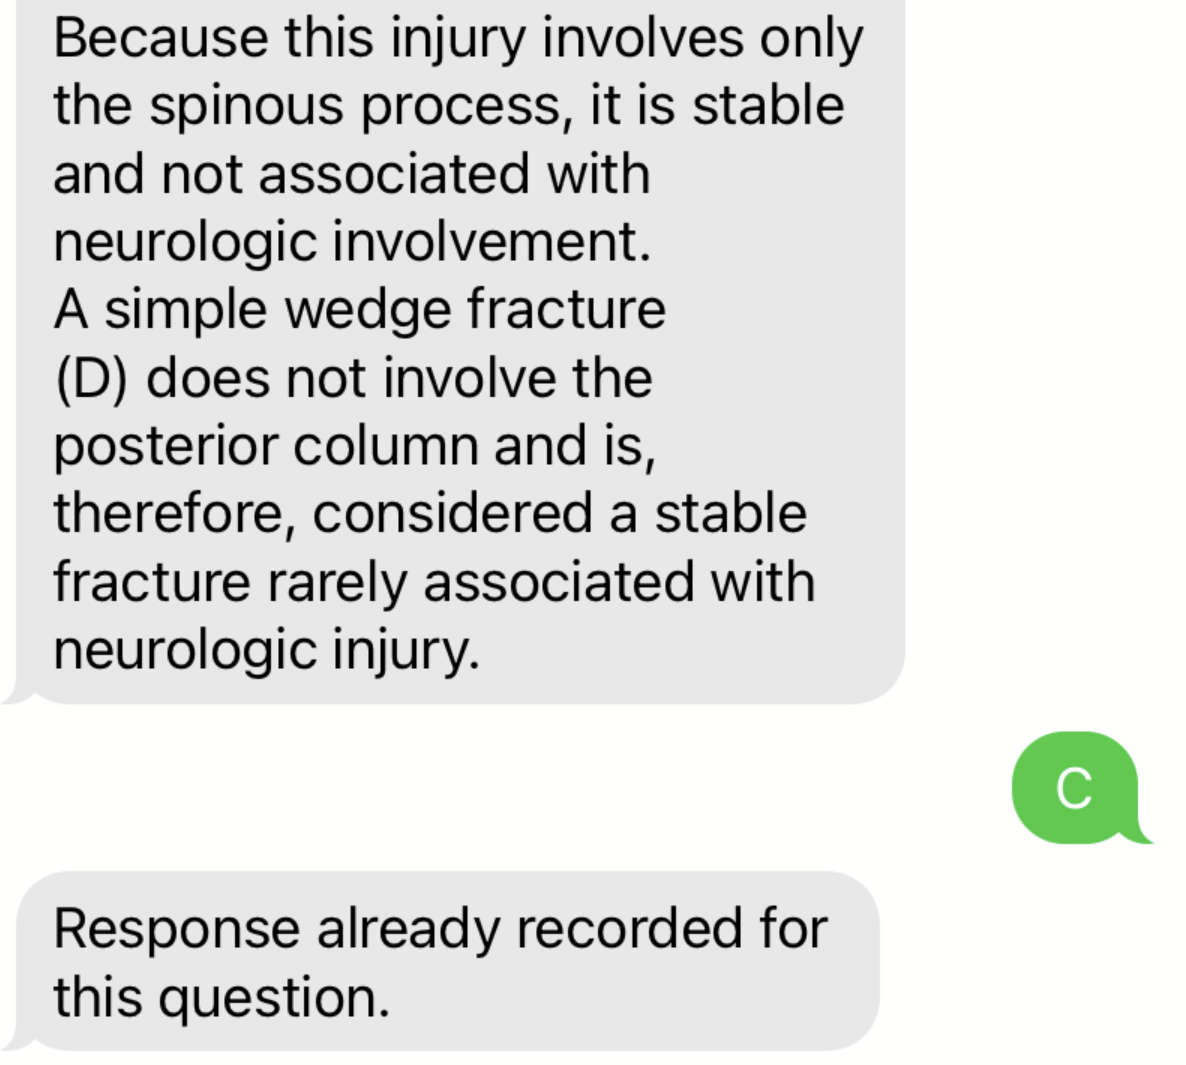 Because this injury involves only
the spinous process, it is stable
and not associated with
neurologic involvement.
A simple wedge fracture
(D) does not involve the
posterior column and is,
therefore, considered a stable
fracture rarely associated with
neurologic injury.
C
Response already recorded for
this question.